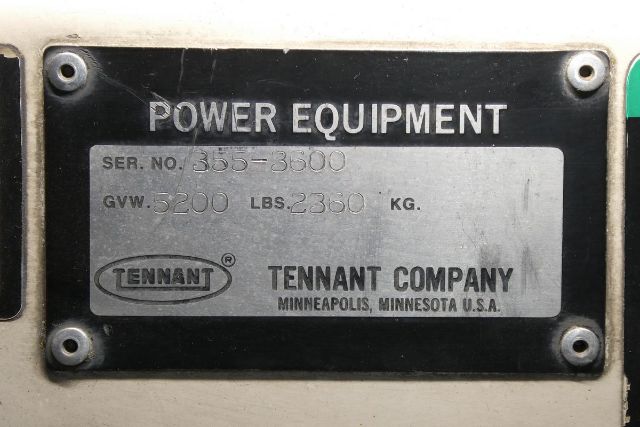 POWER EQUIPMENT
SER. NO. 355-3600
GVW. 5200 LBS. 2360 KG.
TENNANT ®
TENNANT COMPANY
MINNEAPOLIS, MINNESOTA U.S.A.